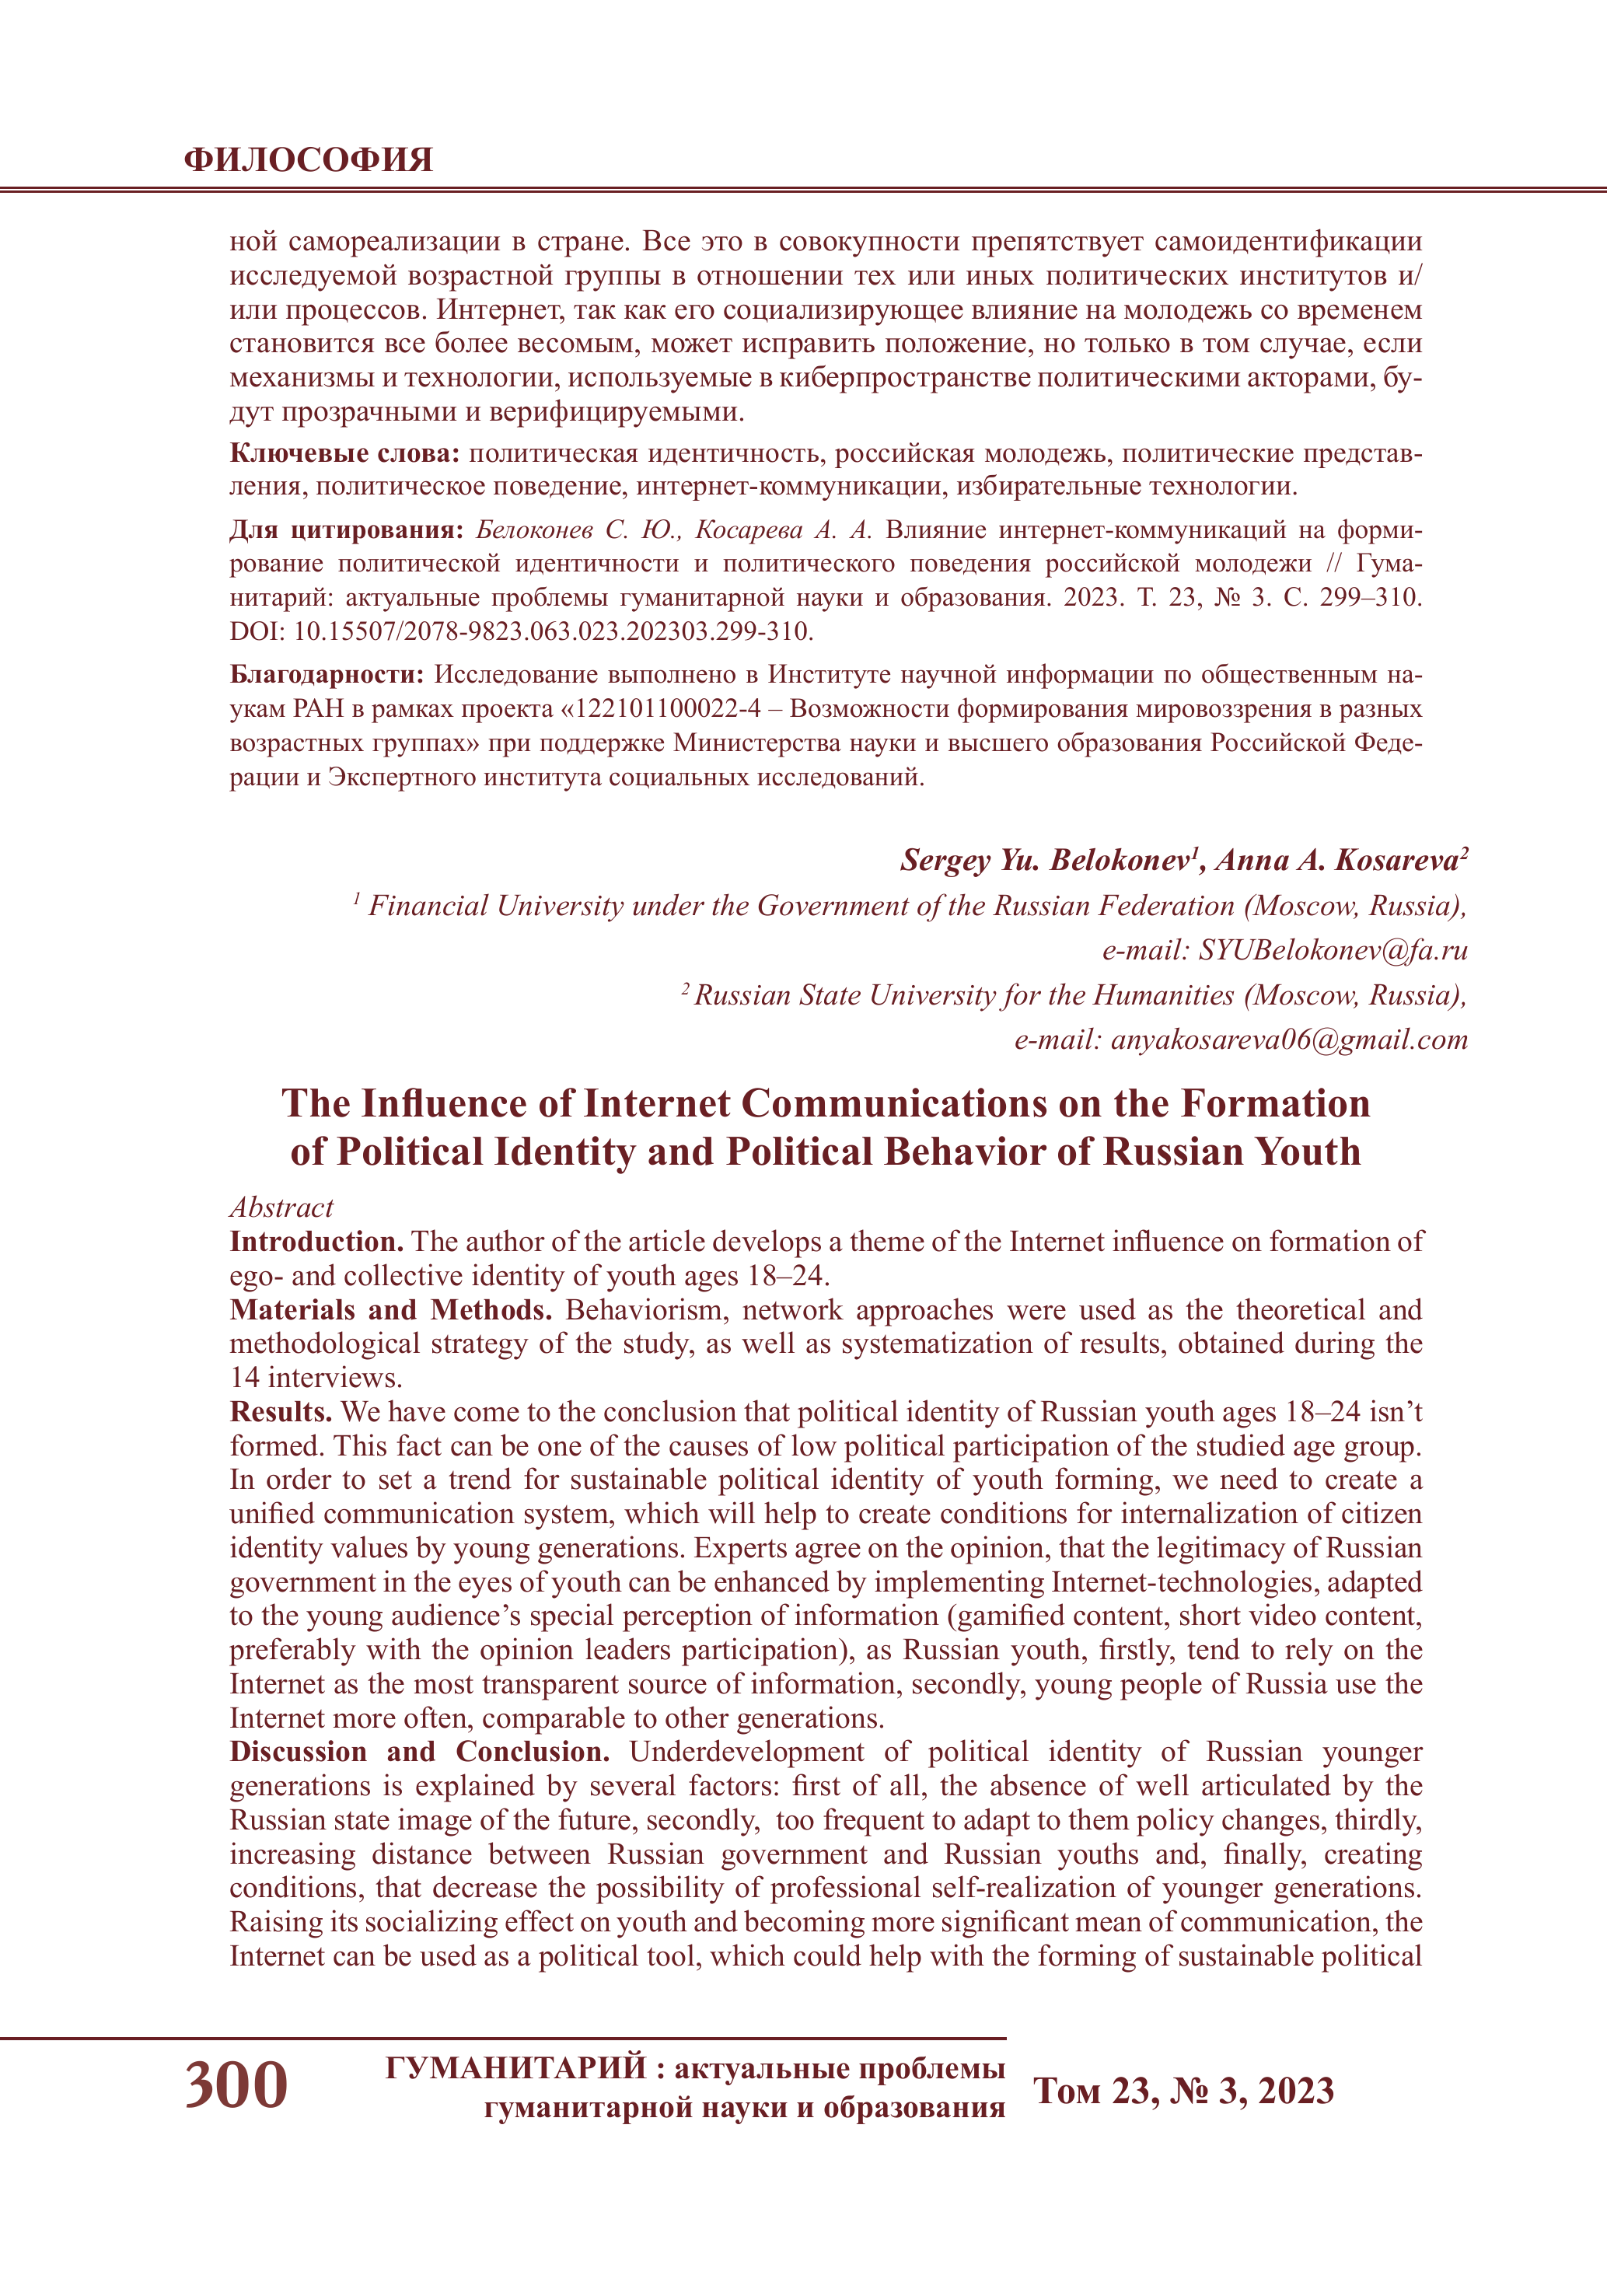 ФИЛОСОФИЯ
ной самореализации в стране. Все это в совокупности препятствует самоидентификации
исследуемой возрастной группы в отношении тех или иных политических институтов и/
или процессов. Интернет, так как его социализирующее влияние на молодежь со временем
становится все более весомым, может исправить положение, но только в том случае, если
механизмы и технологии, используемые в киберпространстве политическими акторами, бу-
дут прозрачными и верифицируемыми.
Ключевые слова: политическая идентичность, российская молодежь, политические представ-
ления, политическое поведение, интернет-коммуникации, избирательные технологии.
Для цитирования: Белоконев С. Ю., Косарева А. А. Влияние интернет-коммуникаций на форми-
рование политической идентичности и политического поведения российской молодежи // Гума-
нитарий: актуальные проблемы гуманитарной науки и образования. 2023. Т. 23, № 3. С. 299–310.
DOI: 10.15507/2078-9823.063.023.202303.299-310.
Благодарности: Исследование выполнено в Институте научной информации по общественным на-
укам РАН в рамках проекта «122101100022-4 – Возможности формирования мировоззрения в разных
возрастных группах» при поддержке Министерства науки и высшего образования Российской Феде-
рации и Экспертного института социальных исследований.
Sergey Yu. Belokonev1, Anna A. Kosareva2
1 Financial University under the Government of the Russian Federation (Moscow, Russia),
e-mail: SYUBelokonev@fa.ru
2 Russian State University for the Humanities (Moscow, Russia),
e-mail: anyakosareva06@gmail.com
The Influence of Internet Communications on the Formation
of Political Identity and Political Behavior of Russian Youth
Abstract
Introduction. The author of the article develops a theme of the Internet influence on formation of
ego- and collective identity of youth ages 18–24.
Materials and Methods. Behaviorism, network approaches were used as the theoretical and
methodological strategy of the study, as well as systematization of results, obtained during the
14 interviews.
Results. We have come to the conclusion that political identity of Russian youth ages 18–24 isn’t
formed. This fact can be one of the causes of low political participation of the studied age group.
In order to set a trend for sustainable political identity of youth forming, we need to create a
unified communication system, which will help to create conditions for internalization of citizen
identity values by young generations. Experts agree on the opinion, that the legitimacy of Russian
government in the eyes of youth can be enhanced by implementing Internet-technologies, adapted
to the young audience’s special perception of information (gamified content, short video content,
preferably with the opinion leaders participation), as Russian youth, firstly, tend to rely on the
Internet as the most transparent source of information, secondly, young people of Russia use the
Internet more often, comparable to other generations.
Discussion and Conclusion. Underdevelopment of political identity of Russian younger
generations is explained by several factors: first of all, the absence of well articulated by the
Russian state image of the future, secondly, too frequent to adapt to them policy changes, thirdly,
increasing distance between Russian government and Russian youths and, finally, creating
conditions, that decrease the possibility of professional self-realization of younger generations.
Raising its socializing effect on youth and becoming more significant mean of communication, the
Internet can be used as a political tool, which could help with the forming of sustainable political
300
ГУМАНИТАРИЙ : актуальные проблемы
гуманитарной науки и образования
Том 23, № 3, 2023